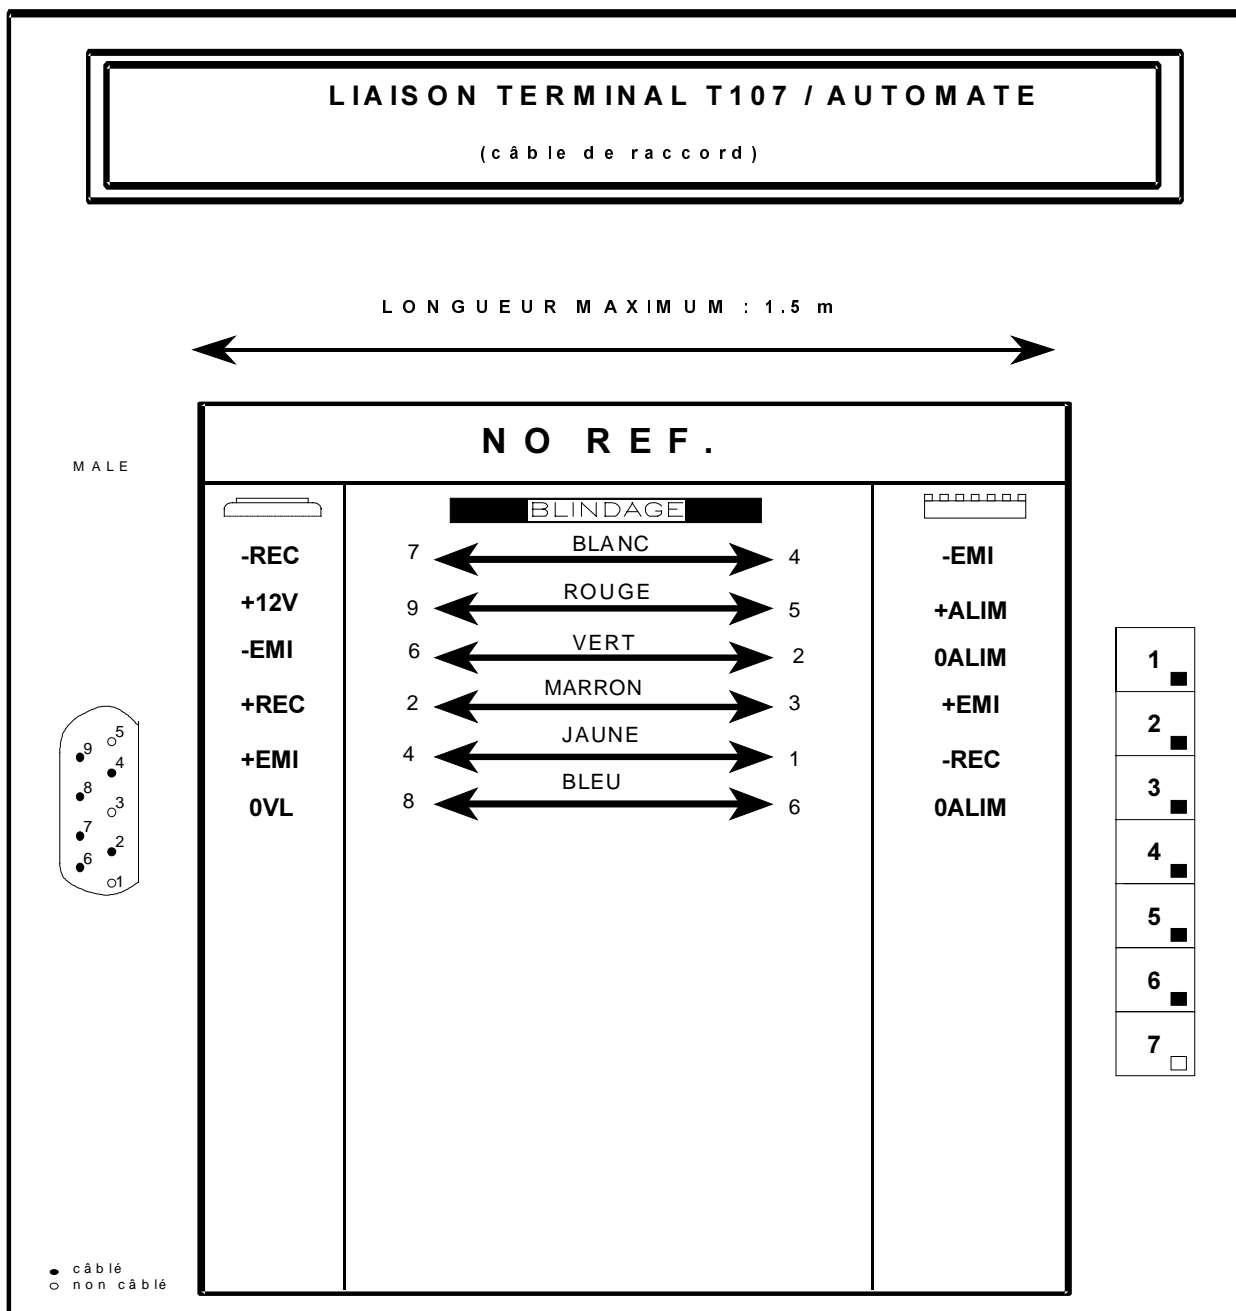 LIAISON TERMINAL T107 / AUTOMATE
(câble de raccord)
LONGUEUR MAXIMUM : 1.5 m
NO REF.
MALE
BLINDAGE
-REC 7 BLANC 4 -EMI
+12V 9 ROUGE 5 +ALIM
-EMI 6 VERT 2 0ALIM
+REC 2 MARRON 3 +EMI
+EMI 4 JAUNE 1 -REC
0VL 8 BLEU 6 0ALIM
5
9
4
8
3
7
2
6
1
1
2
3
4
5
6
7
câblé
non câblé